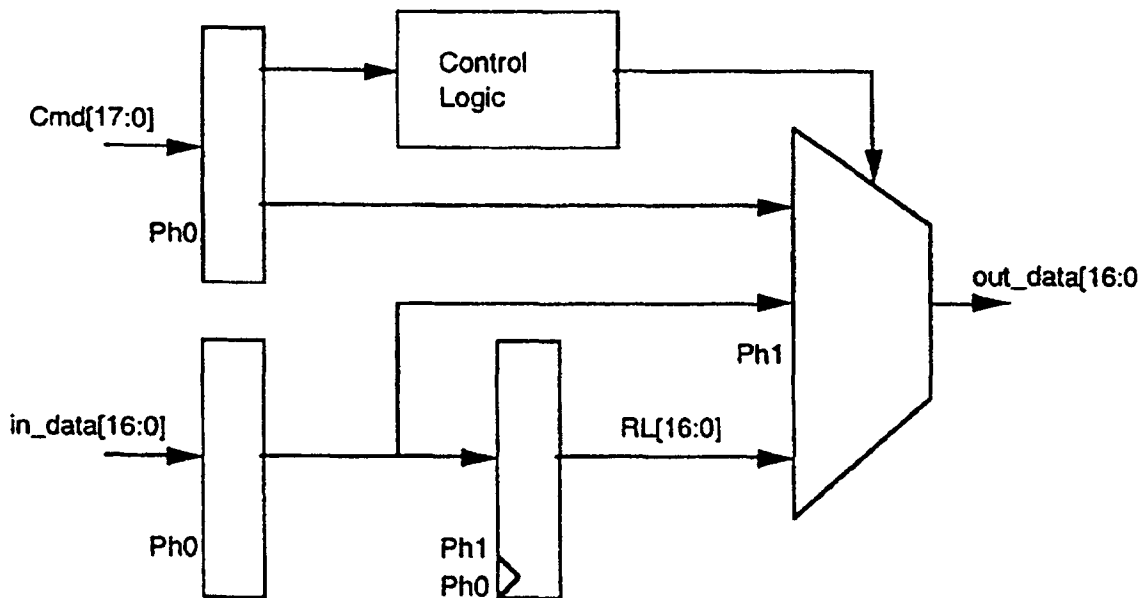 Control
Logic
Cmd[17:0]
Ph0
out_data[16:0
Ph1
in_data[16:0]
RL[16:0]
Ph0
Ph1
Ph0